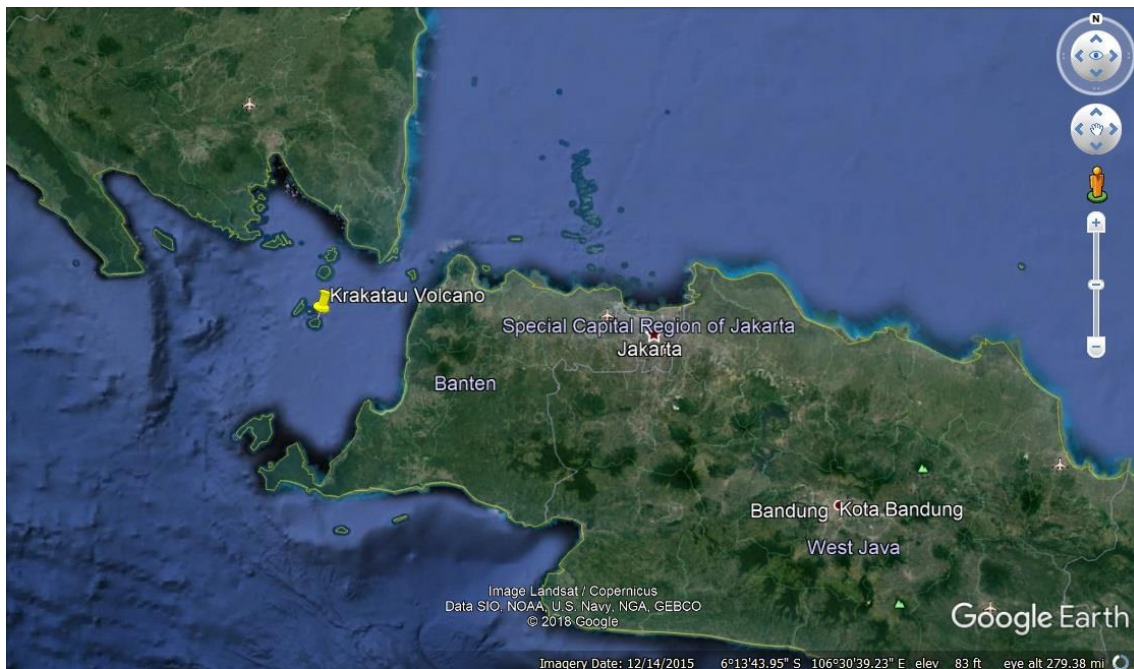 N
Krakatau Volcano
Special Capital Region of Jakarta
Jakarta
Banten
Bandung Kota Bandung
West Java
Image Landsat / Copernicus
Data SIO, NOAA, U.S. Navy, NGA, GEBCO
© 2018 Google
Google Earth
Imagery Date: 12/14/2015 6°13'43.95" S 106°30'39.23" E elev 83 ft eye alt 279.38 mi